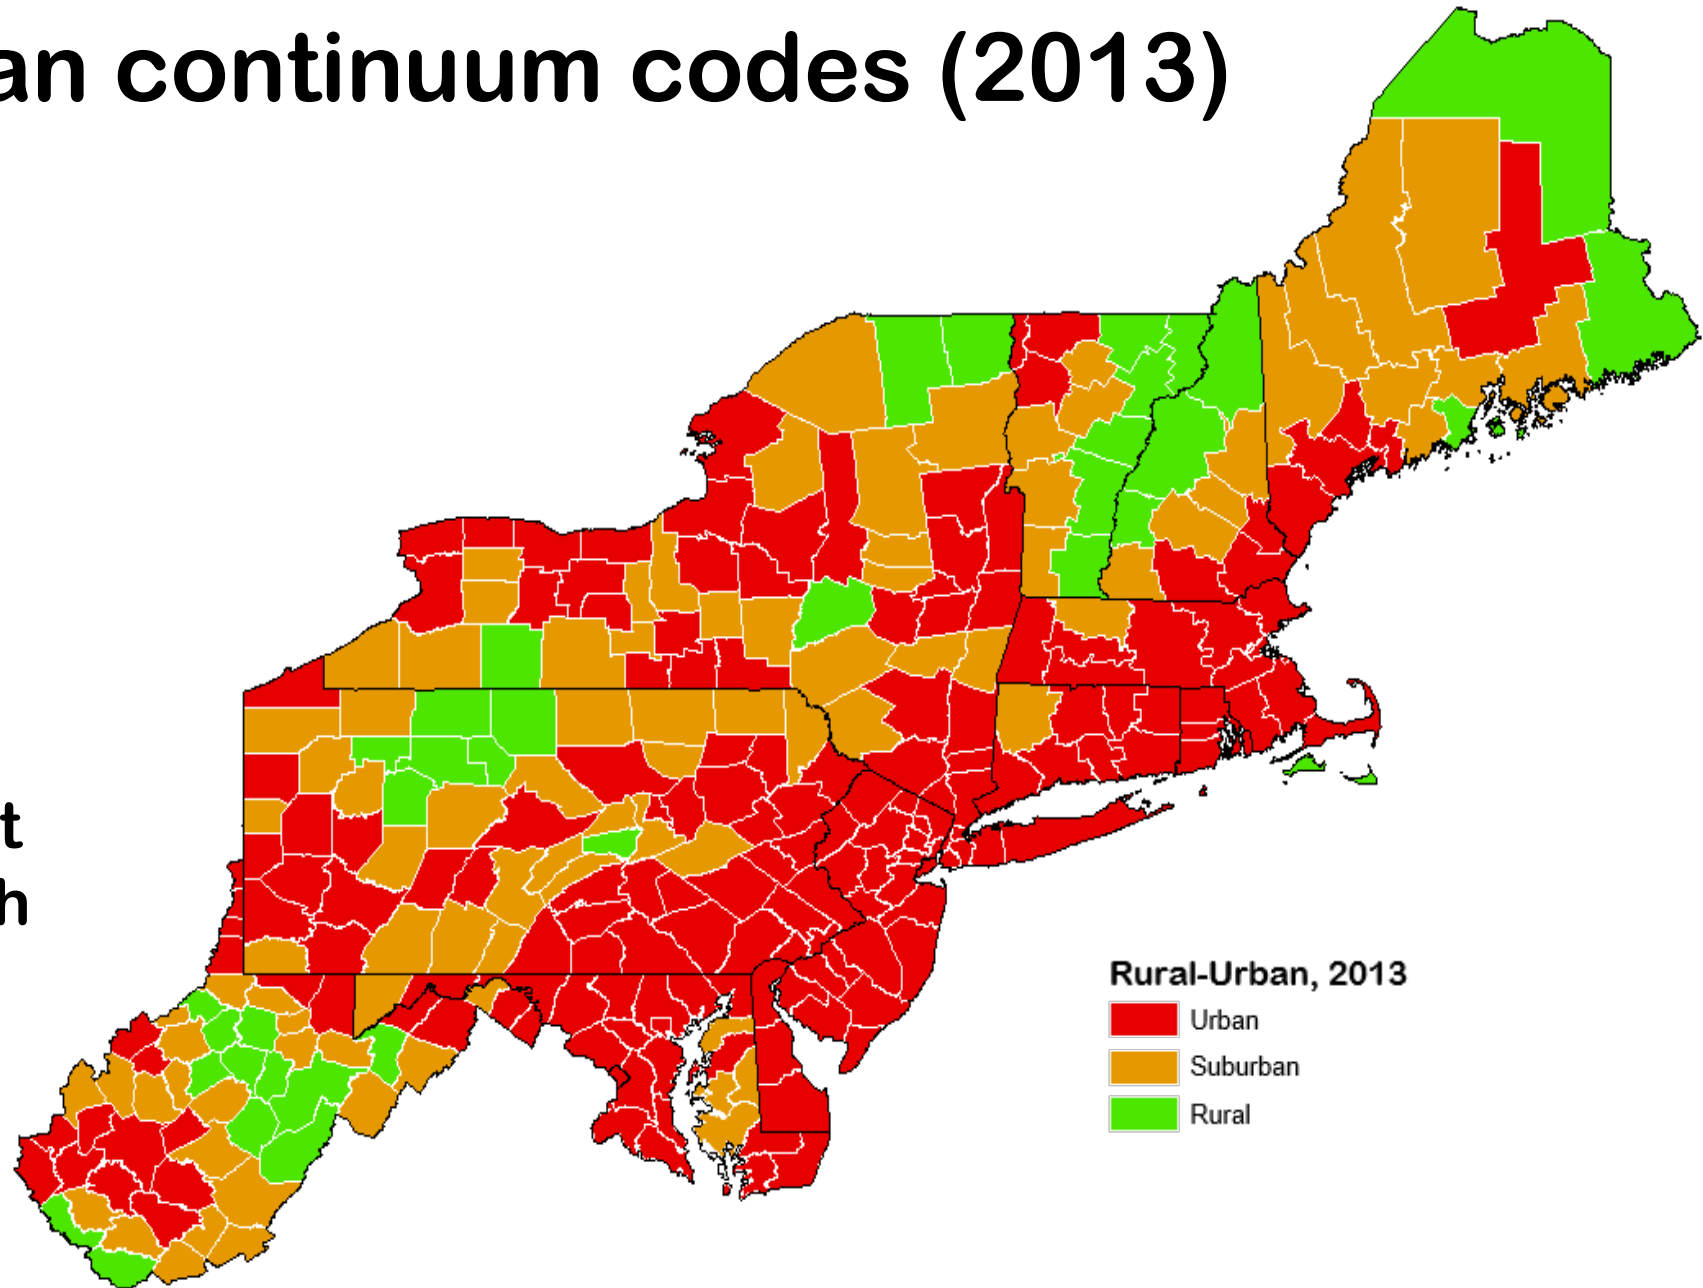 an continuum codes (2013)
t
h
Rural-Urban, 2013
Urban
Suburban
Rural